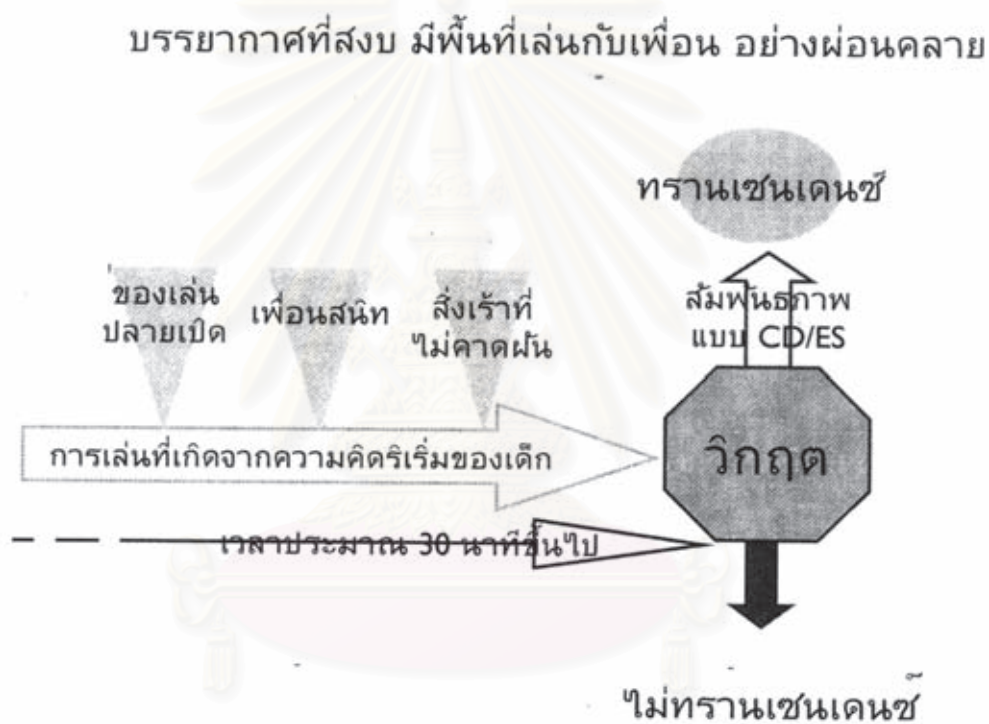 บรรยากาศที่สงบ มีพื้นที่เล่นกับเพื่อน อย่างผ่อนคลาย
ทรานเซนเดนซ์
ของเล่น
ปลายเปิด
เพื่อนสนิท
สิ่งเร้าที่
ไม่คาดฝัน
สัมพันธภาพ
แบบ CD/ES
การเล่นที่เกิดจากความคิดริเริ่มของเด็ก
วิกฤต
เวลาประมาณ 30 นาทีขึ้นไป
ไม่ทรานเซนเดนซ์